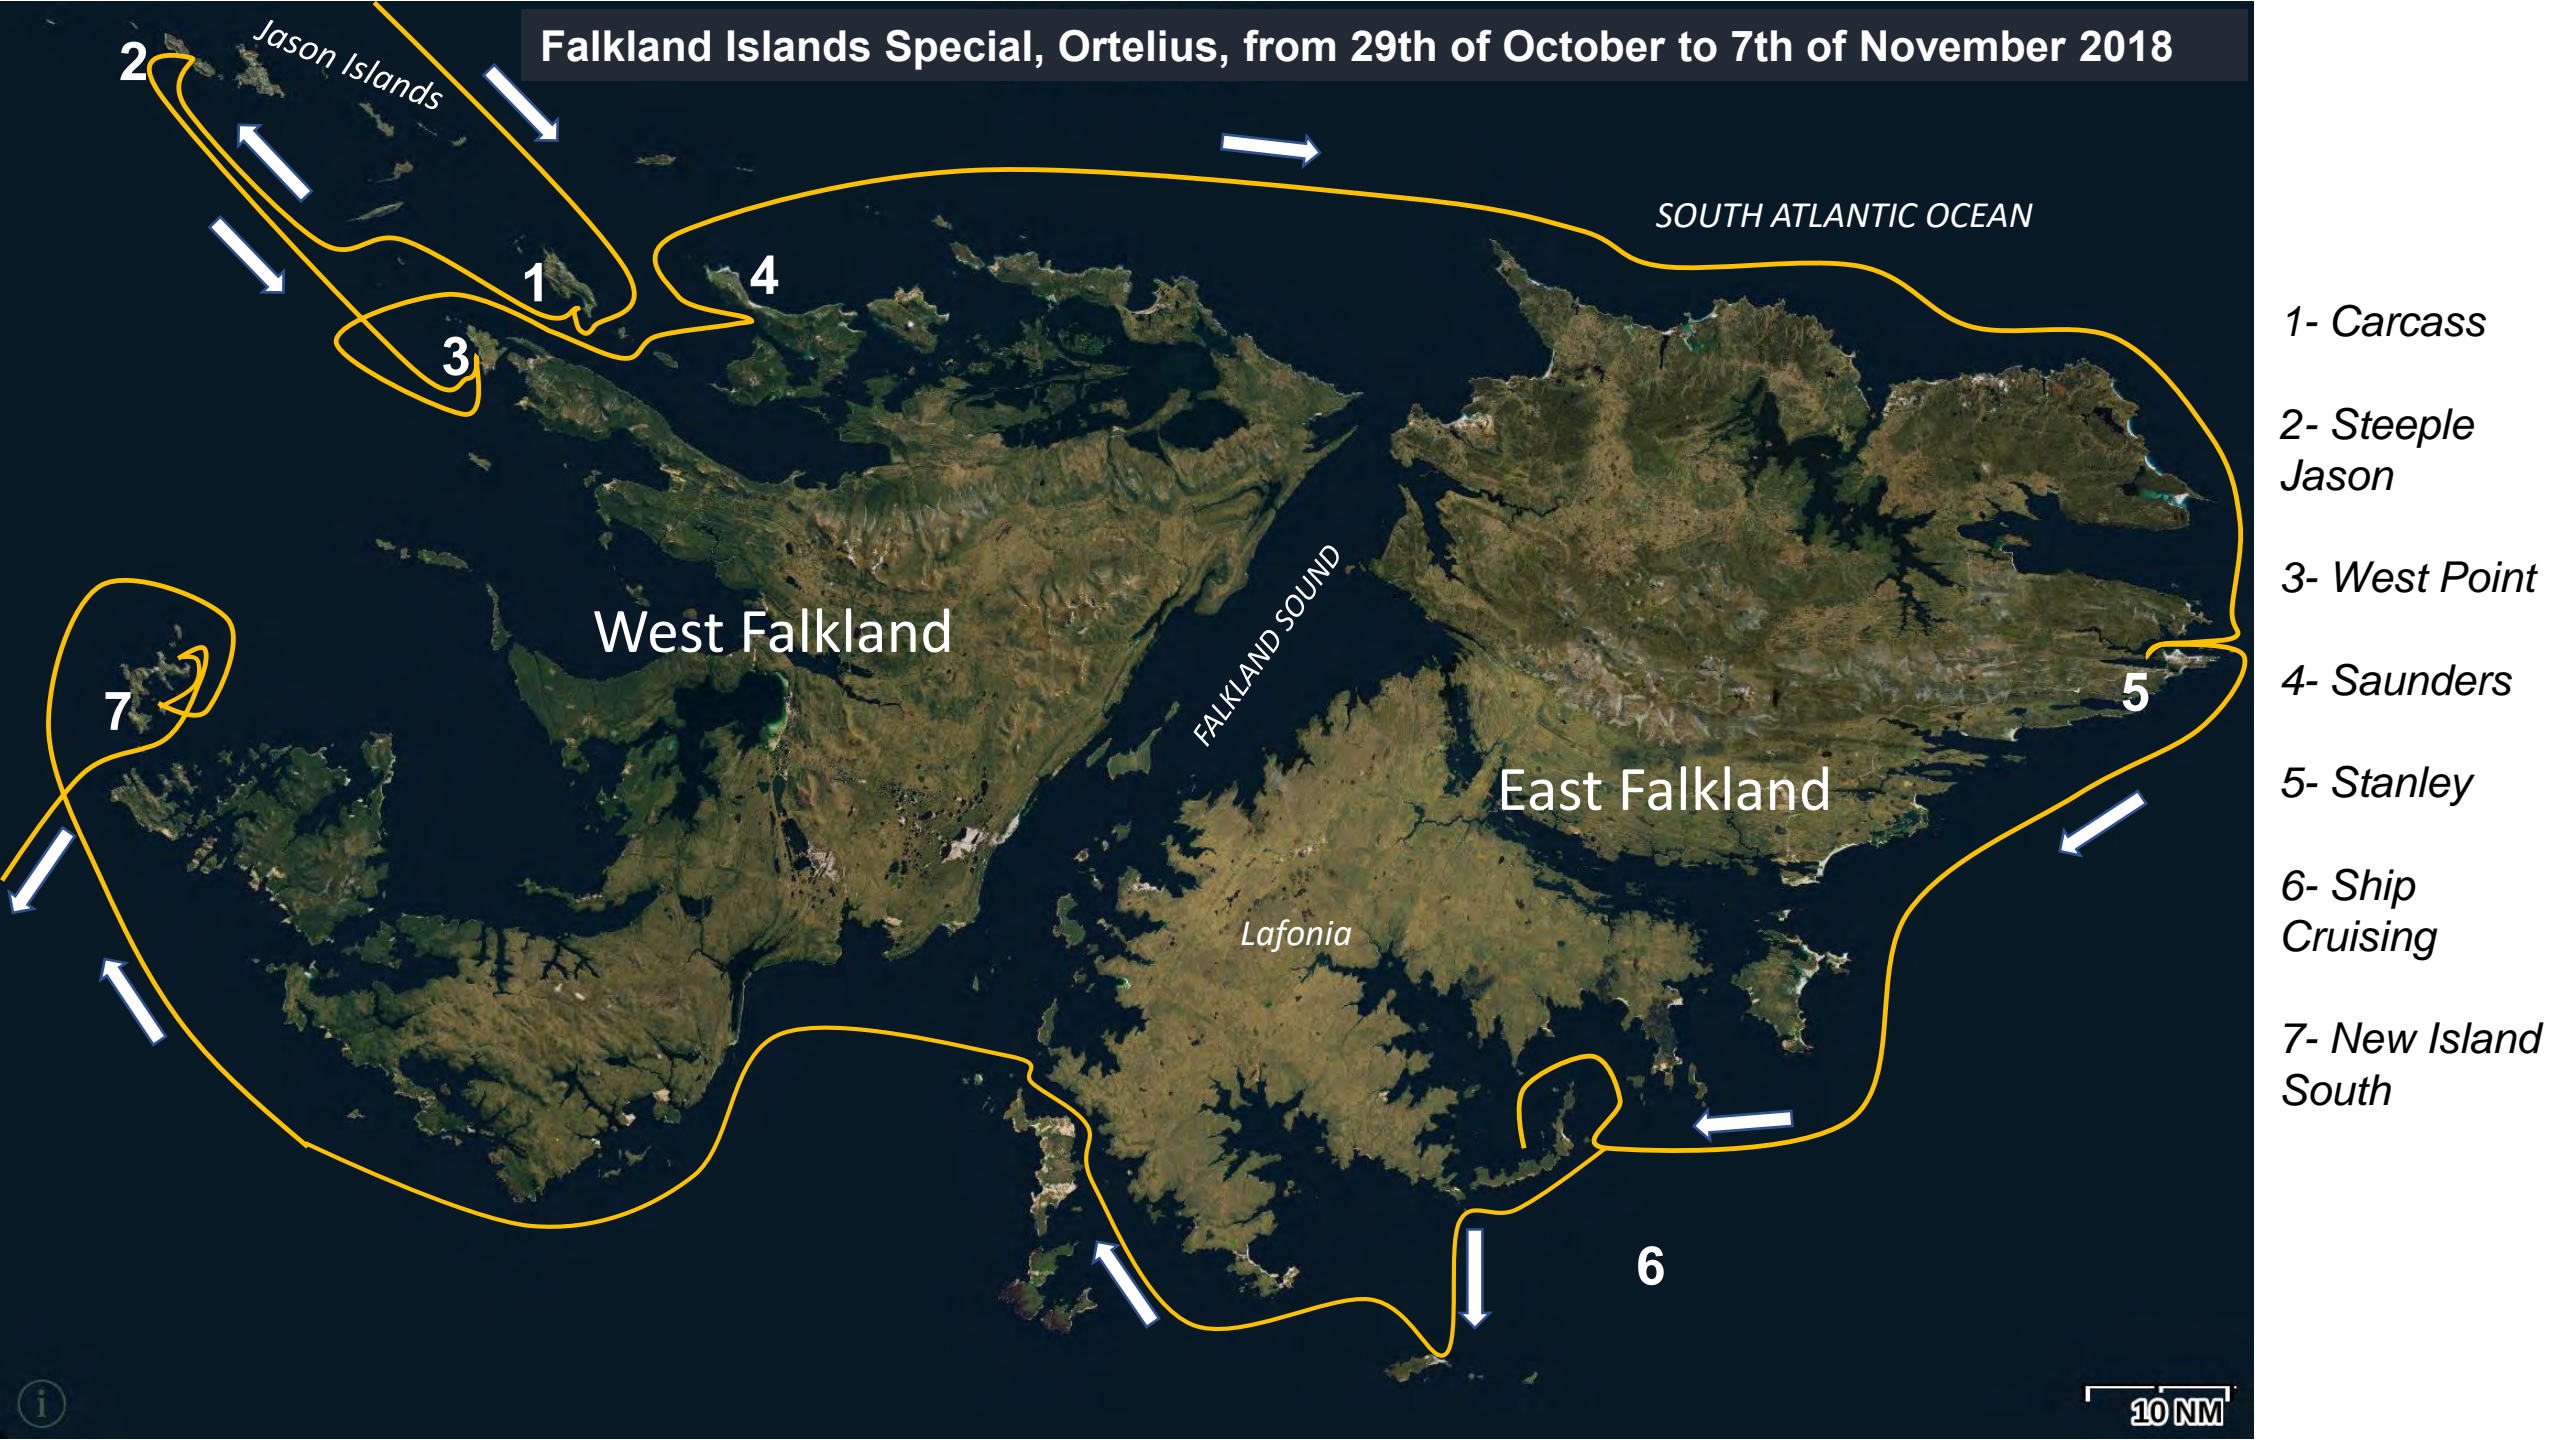 Falkland Islands Special, Ortelius, from 29th of October to 7th of November 2018
2
Jason Islands
SOUTH ATLANTIC OCEAN
1
4
3
FALKLAND SOUND
West Falkland
7
5
East Falkland
Lafonia
6
i
10 NM
1- Carcass
2- Steeple
Jason
3- West Point
4- Saunders
5- Stanley
6- Ship
Cruising
7- New Island
South